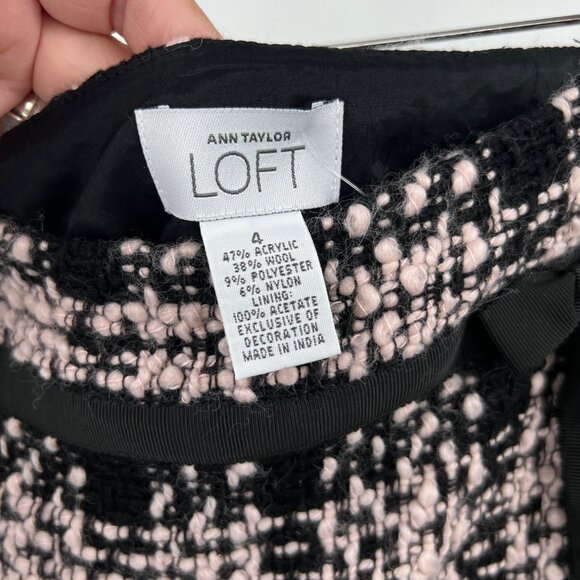 ANN TAYLOR
LOFT
4
47% ACRYLIC
38% WOOL
9% POLYESTER
6% NYLON
LINING:
100% ACETATE
EXCLUSIVE OF
DECORATION
MADE IN INDIA